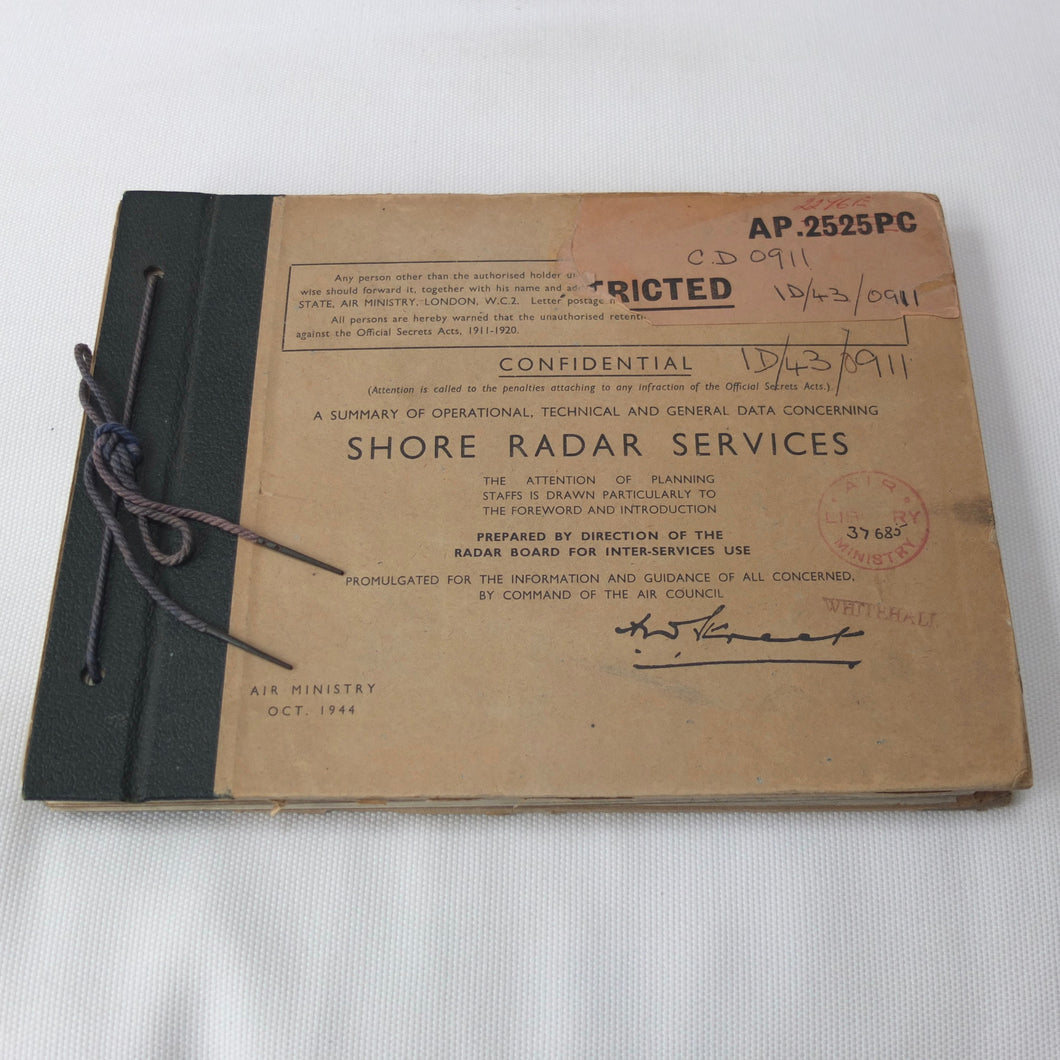 2276E
AP.2525PC
C.D 0911
TRICTED
1D/43/0911
Any person other than the authorised holder
wise should forward it, together with his name and
STATE, AIR MINISTRY, LONDON, W.C.2. Letter postage
All persons are hereby warned that the unauthorised
against the Official Secrets Acts, 1911-1920.
CONFIDENTIAL
1D/43/0911
(Attention is called to the penalties attaching to any infraction of the Official Secrets Acts.)
A SUMMARY OF OPERATIONAL, TECHNICAL AND GENERAL DATA CONCERNING
SHORE RADAR SERVICES
THE ATTENTION OF PLANNING
STAFFS IS DRAWN PARTICULARLY TO
THE FOREWORD AND INTRODUCTION
PREPARED BY DIRECTION OF THE
RADAR BOARD FOR INTER-SERVICES USE
PROMULGATED FOR THE INFORMATION AND GUIDANCE OF ALL CONCERNED,
BY COMMAND OF THE AIR COUNCIL
AIR
LIBRARY
37685
MINISTRY
WHITEHALL
AIR MINISTRY
OCT. 1944